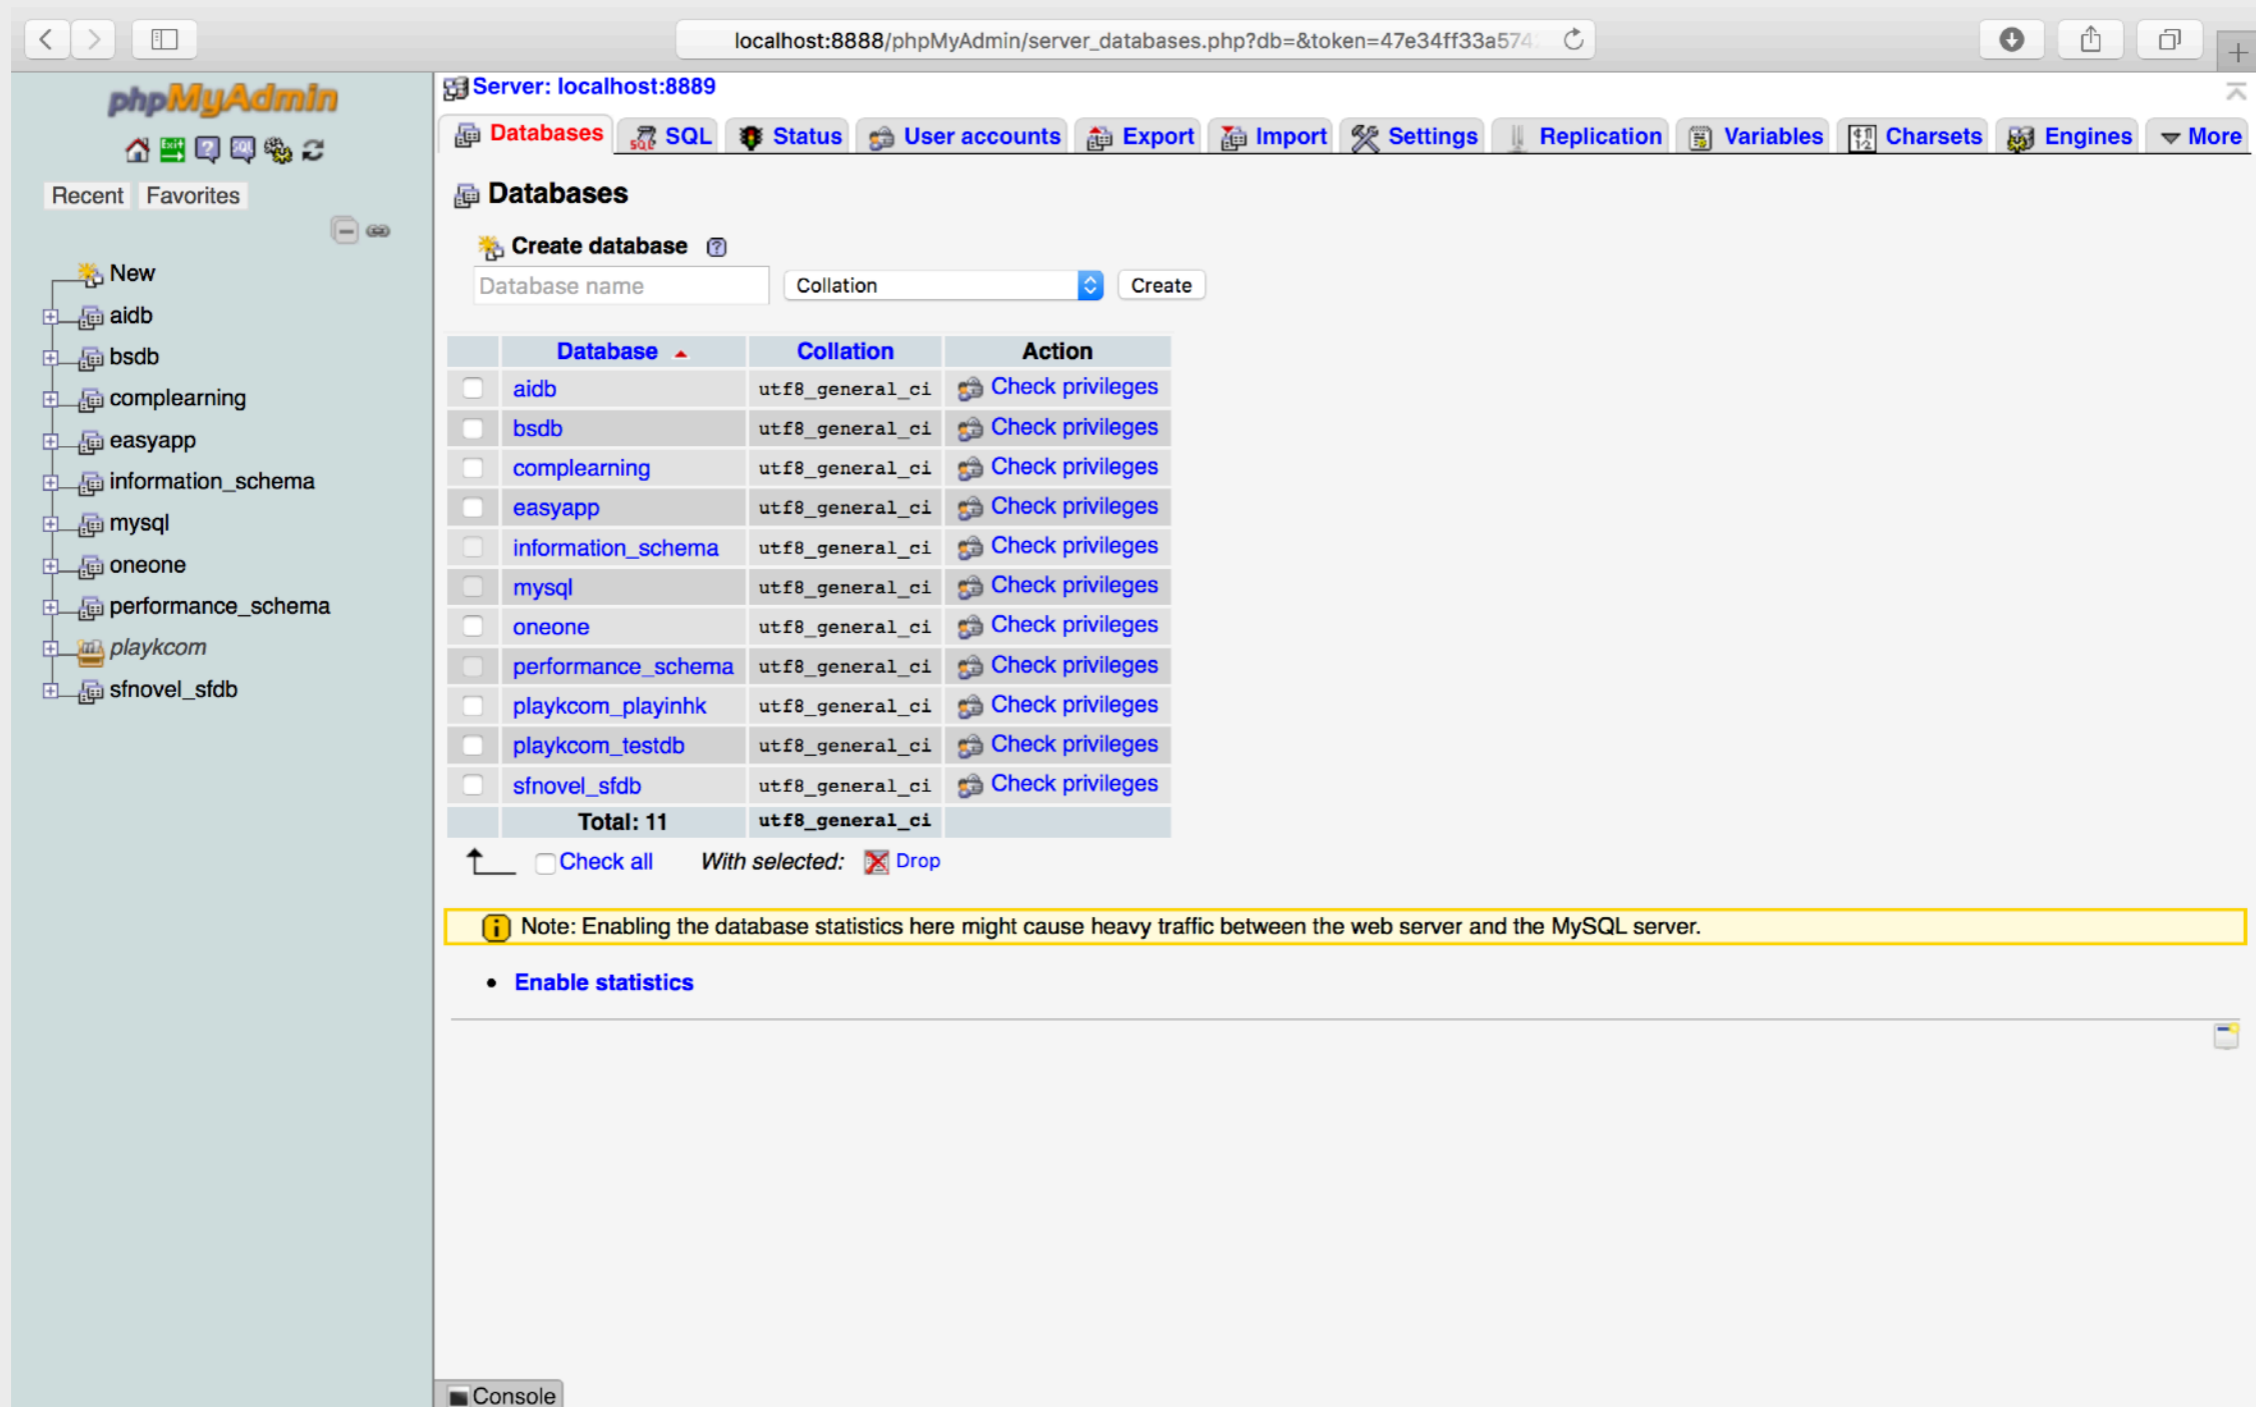 localhost:8888/phpMyAdmin/server_databases.php?db=&token=47e34ff33a574
phpMyAdmin
Recent Favorites
New
aidb
bsdb
complearning
easyapp
information_schema
mysql
oneone
performance_schema
playkcom
sfnovel_sfdb
Server: localhost:8889
Databases SQL Status User accounts Export Import Settings Replication Variables Charsets Engines More
Databases
Create database
Database name Collation Create
Database Collation Action
aidb utf8_general_ci Check privileges
bsdb utf8_general_ci Check privileges
complearning utf8_general_ci Check privileges
easyapp utf8_general_ci Check privileges
information_schema utf8_general_ci Check privileges
mysql utf8_general_ci Check privileges
oneone utf8_general_ci Check privileges
performance_schema utf8_general_ci Check privileges
playkcom_playinhk utf8_general_ci Check privileges
playkcom_testdb utf8_general_ci Check privileges
sfnovel_sfdb utf8_general_ci Check privileges
Total: 11 utf8_general_ci
Check all With selected: Drop
Note: Enabling the database statistics here might cause heavy traffic between the web server and the MySQL server.
• Enable statistics
Console